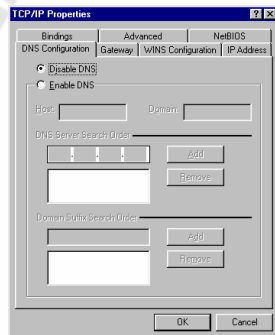 TCP/IP Properties
Bindings Advanced NetBIOS
DNS Configuration Gateway WINS Configuration IP Address
Disable DNS
Enable DNS
Host: Domain:
DNS Server Search Order
Add
Remove
Domain Suffix Search Order
Add
Remove
OK Cancel